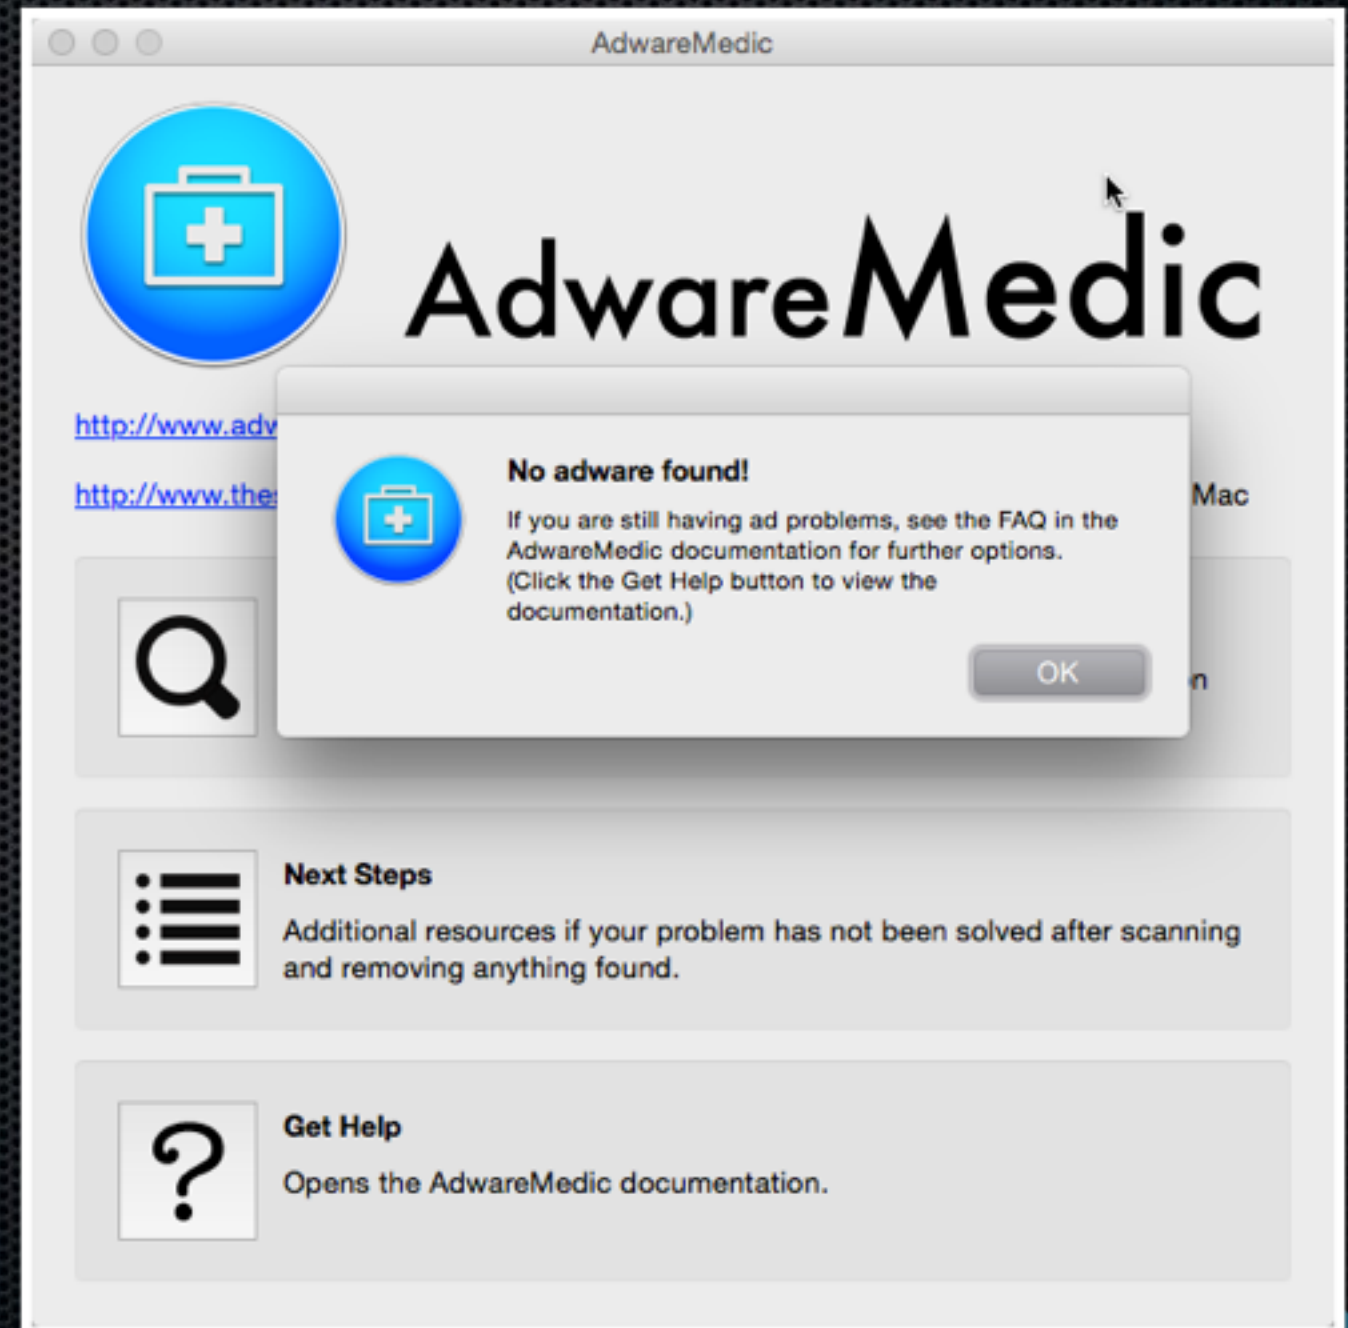 AdwareMedic
AdwareMedic
http://www.adw
http://www.the
Mac
No adware found!
If you are still having ad problems, see the FAQ in the
AdwareMedic documentation for further options.
(Click the Get Help button to view the
documentation.)
OK
Next Steps
Additional resources if your problem has not been solved after scanning
and removing anything found.
Get Help
Opens the AdwareMedic documentation.